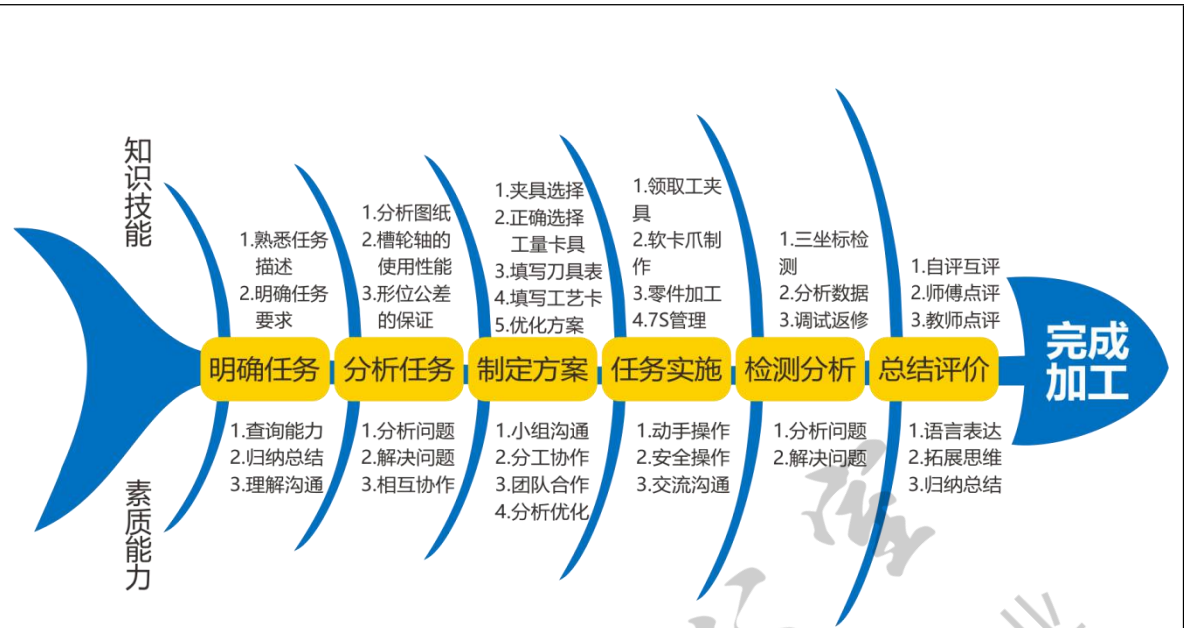 知识技能
1.熟悉任务
描述
2.明确任务
要求
1.分析图纸
2.槽轮轴的
使用性能
3.形位公差
的保证
1.夹具选择
2.正确选择
工量卡具
3.填写刀具表
4.填写工艺卡
5.优化方案
1.领取工夹
具
2.软卡爪制
作
3.零件加工
4.7S管理
1.三坐标检
测
2.分析数据
3.调试返修
1.自评互评
2.师傅点评
3.教师点评
明确任务
分析任务
制定方案
任务实施
检测分析
总结评价
完成
加工
素质能力
1.查询能力
2.归纳总结
3.理解沟通
1.分析问题
2.解决问题
3.相互协作
1.小组沟通
2.分工协作
3.团队合作
4.分析优化
1.动手操作
2.安全操作
3.交流沟通
1.分析问题
2.解决问题
1.语言表达
2.拓展思维
3.归纳总结